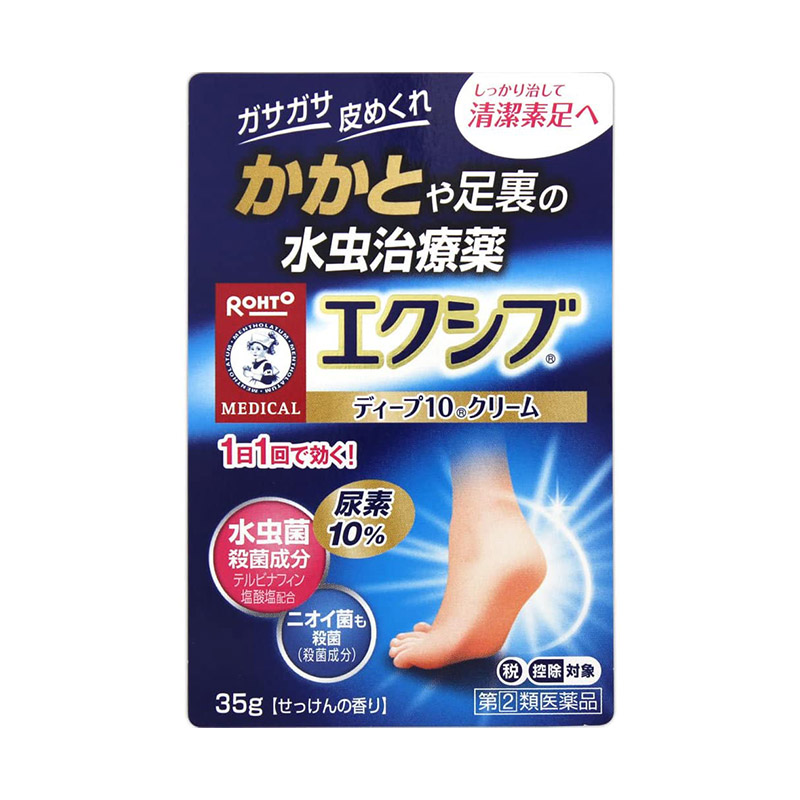 ガサガサ 皮めくれ
しっかり治して
清潔素足へ
かかとや足裏の
水虫治療薬
ROHTO
MENTHOLATUM MENTHOLATUM MENTHOLATUM
MEDICAL
エクシブ®
ディープ10®クリーム
1日1回で効く!
尿素
10%
水虫菌
殺菌成分
テルビナフィン
塩酸塩配合
ニオイ菌も
殺菌
(殺菌成分)
税 控除対象
35g【せっけんの香り】
指②類医薬品